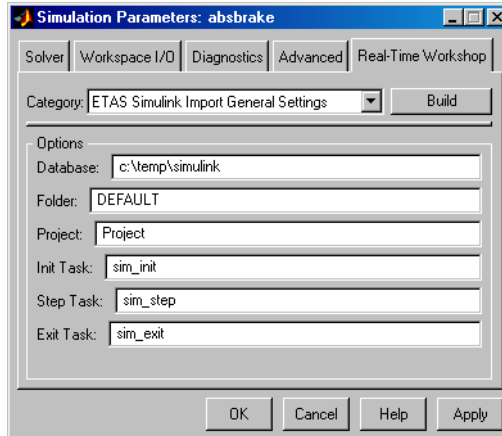 Simulation Parameters: absbrake
Solver Workspace I/O Diagnostics Advanced Real-Time Workshop
Category: ETAS Simulink Import General Settings Build
Options
Database: c:\temp\simulink
Folder: DEFAULT
Project: Project
Init Task: sim_init
Step Task: sim_step
Exit Task: sim_exit
OK Cancel Help Apply